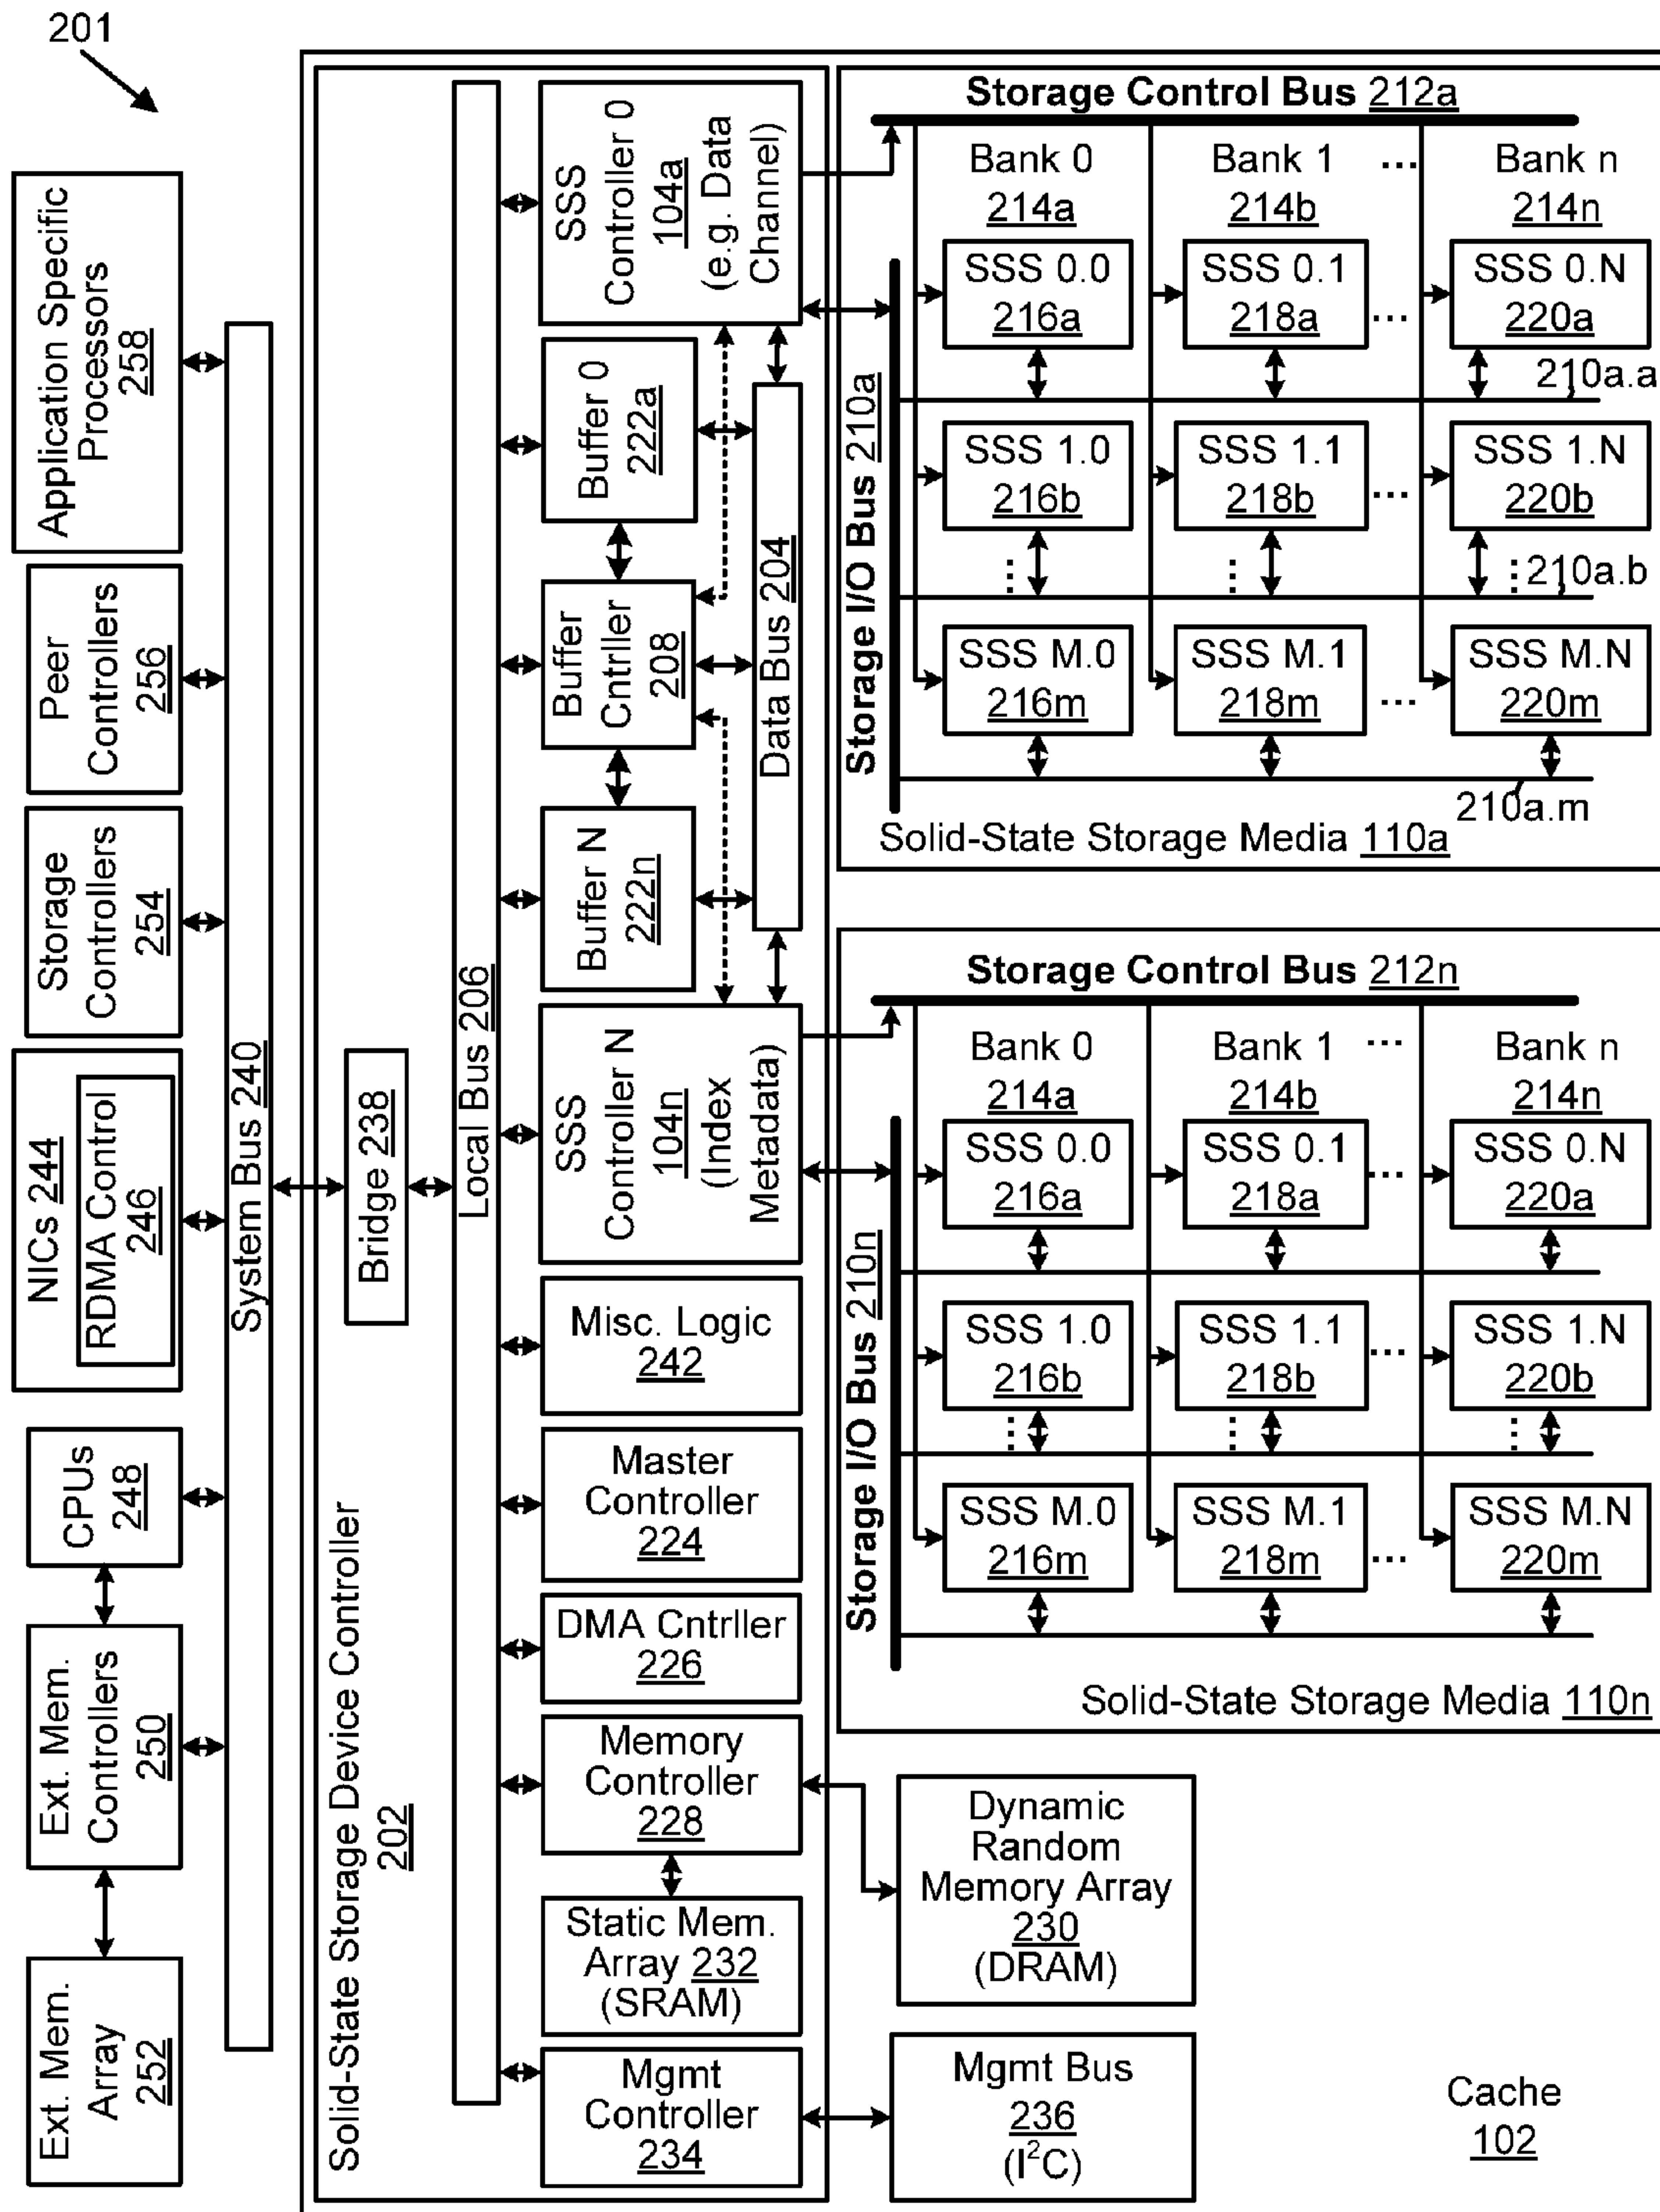 201
Application Specific
Processors
258
Peer
Controllers
256
Storage
Controllers
254
NICs 244
RDMA Control
246
CPUs
248
Ext. Mem.
Controllers
250
Ext. Mem.
Array
252
System Bus 240
Solid-State Storage Device Controller
202
Bridge 238
Local Bus 206
SSS
Controller 0
104a
(e.g. Data
Channel)
Buffer 0
222a
Buffer
Cntrller
208
Buffer N
222n
Data Bus 204
SSS
Controller N
104n
(Index
Metadata)
Misc. Logic
242
Master
Controller
224
DMA Cntrller
226
Memory
Controller
228
Static Mem.
Array 232
(SRAM)
Mgmt
Controller
234
Storage Control Bus 212a
Bank 0 Bank 1 ... Bank n
214a 214b 214n
Storage I/O Bus 210a
SSS 0.0 SSS 0.1 SSS 0.N
216a 218a ... 220a
210a.a
SSS 1.0 SSS 1.1 SSS 1.N
216b 218b ... 220b
210a.b
SSS M.0 SSS M.1 SSS M.N
216m 218m ... 220m
210a.m
Solid-State Storage Media 110a
Storage Control Bus 212n
Bank 0 Bank 1 ... Bank n
214a 214b 214n
Storage I/O Bus 210n
SSS 0.0 SSS 0.1 SSS 0.N
216a 218a ... 220a
SSS 1.0 SSS 1.1 SSS 1.N
216b 218b ... 220b
SSS M.0 SSS M.1 SSS M.N
216m 218m ... 220m
Solid-State Storage Media 110n
Dynamic
Random
Memory Array
230
(DRAM)
Mgmt Bus
236
(I²C)
Cache
102